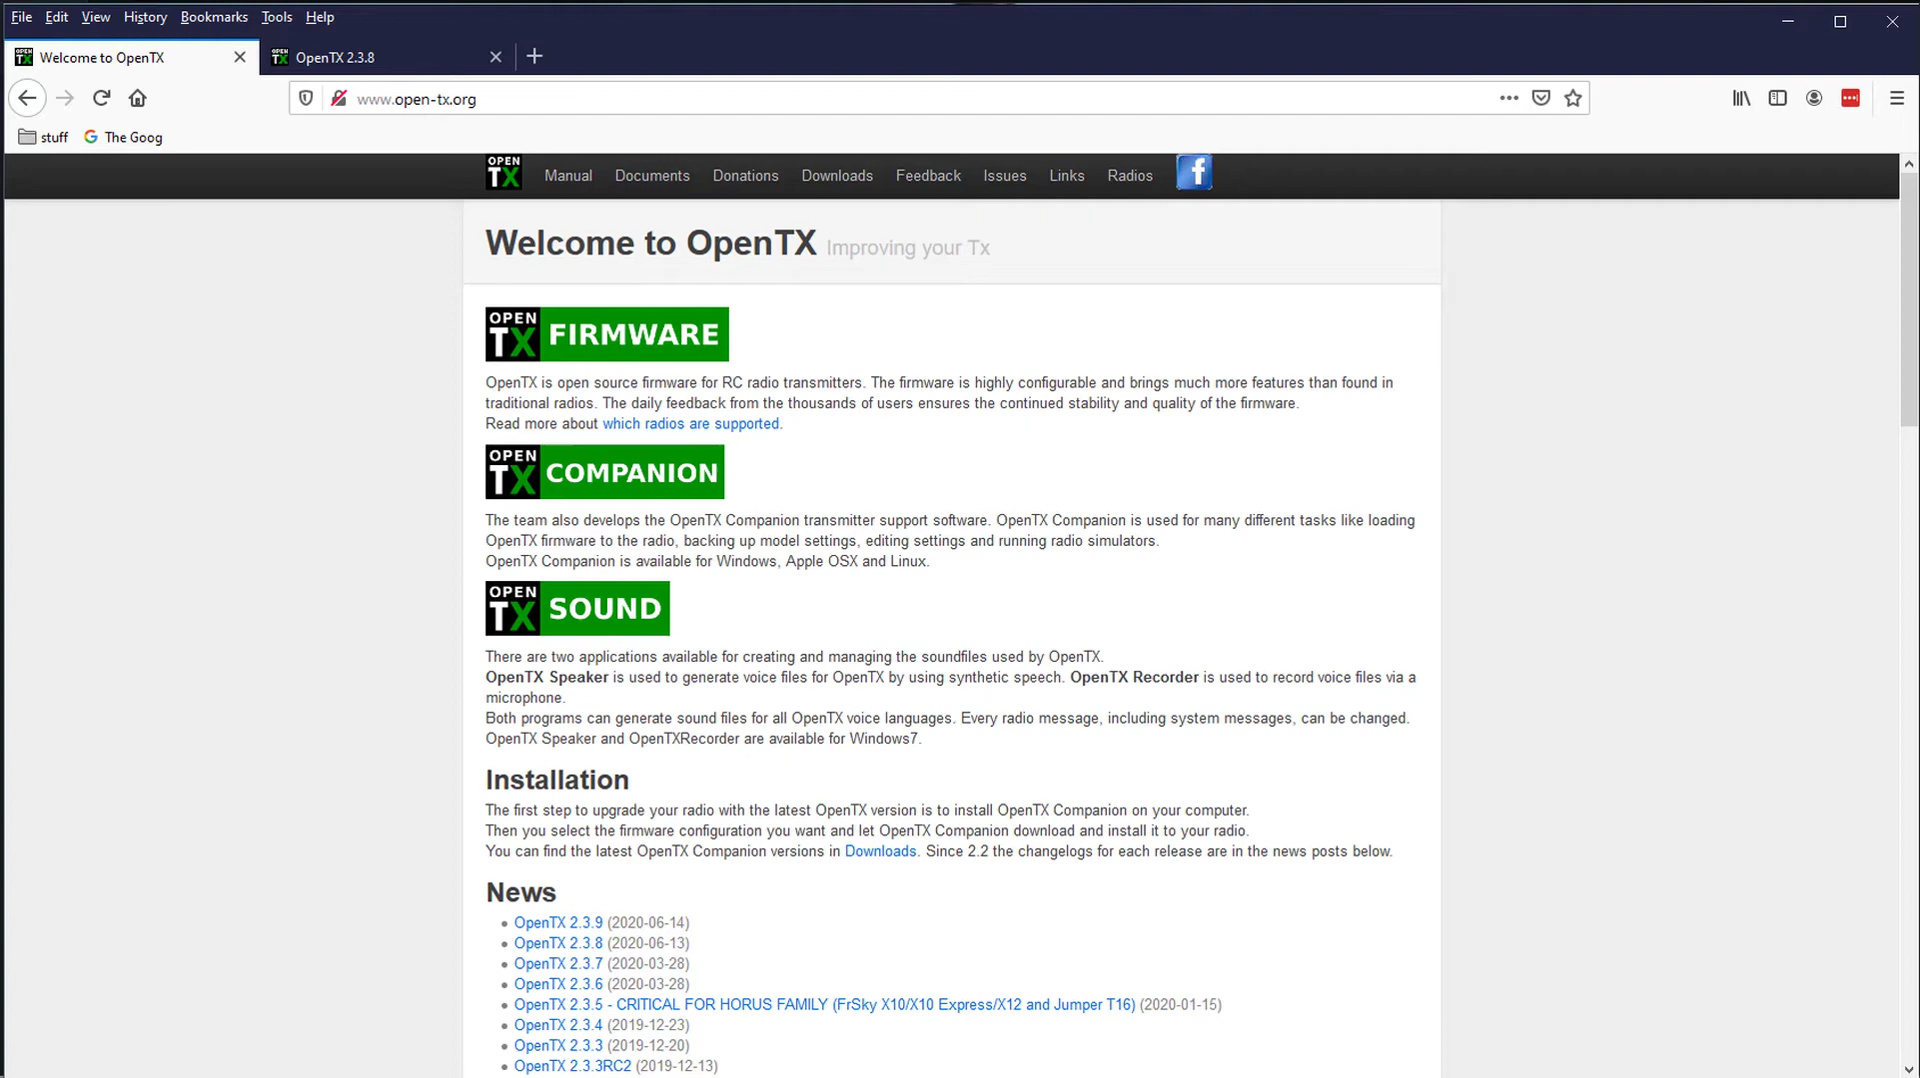 File Edit View History Bookmarks Tools Help
OPEN TX Welcome to OpenTX
OPEN TX OpenTX 2.3.8
www.open-tx.org
stuff
G The Goog
OPEN TX Manual Documents Donations Downloads Feedback Issues Links Radios f
Welcome to OpenTX Improving your Tx
OPEN TX FIRMWARE
OpenTX is open source firmware for RC radio transmitters. The firmware is highly configurable and brings much more features than found in
traditional radios. The daily feedback from the thousands of users ensures the continued stability and quality of the firmware.
Read more about which radios are supported.
OPEN TX COMPANION
The team also develops the OpenTX Companion transmitter support software. OpenTX Companion is used for many different tasks like loading
OpenTX firmware to the radio, backing up model settings, editing settings and running radio simulators.
OpenTX Companion is available for Windows, Apple OSX and Linux.
OPEN TX SOUND
There are two applications available for creating and managing the soundfiles used by OpenTX.
OpenTX Speaker is used to generate voice files for OpenTX by using synthetic speech. OpenTX Recorder is used to record voice files via a
microphone.
Both programs can generate sound files for all OpenTX voice languages. Every radio message, including system messages, can be changed.
OpenTX Speaker and OpenTXRecorder are available for Windows7.
Installation
The first step to upgrade your radio with the latest OpenTX version is to install OpenTX Companion on your computer.
Then you select the firmware configuration you want and let OpenTX Companion download and install it to your radio.
You can find the latest OpenTX Companion versions in Downloads. Since 2.2 the changelogs for each release are in the news posts below.
News
OpenTX 2.3.9 (2020-06-14)
OpenTX 2.3.8 (2020-06-13)
OpenTX 2.3.7 (2020-03-28)
OpenTX 2.3.6 (2020-03-28)
OpenTX 2.3.5 - CRITICAL FOR HORUS FAMILY (FrSky X10/X10 Express/X12 and Jumper T16) (2020-01-15)
OpenTX 2.3.4 (2019-12-23)
OpenTX 2.3.3 (2019-12-20)
OpenTX 2.3.3RC2 (2019-12-13)